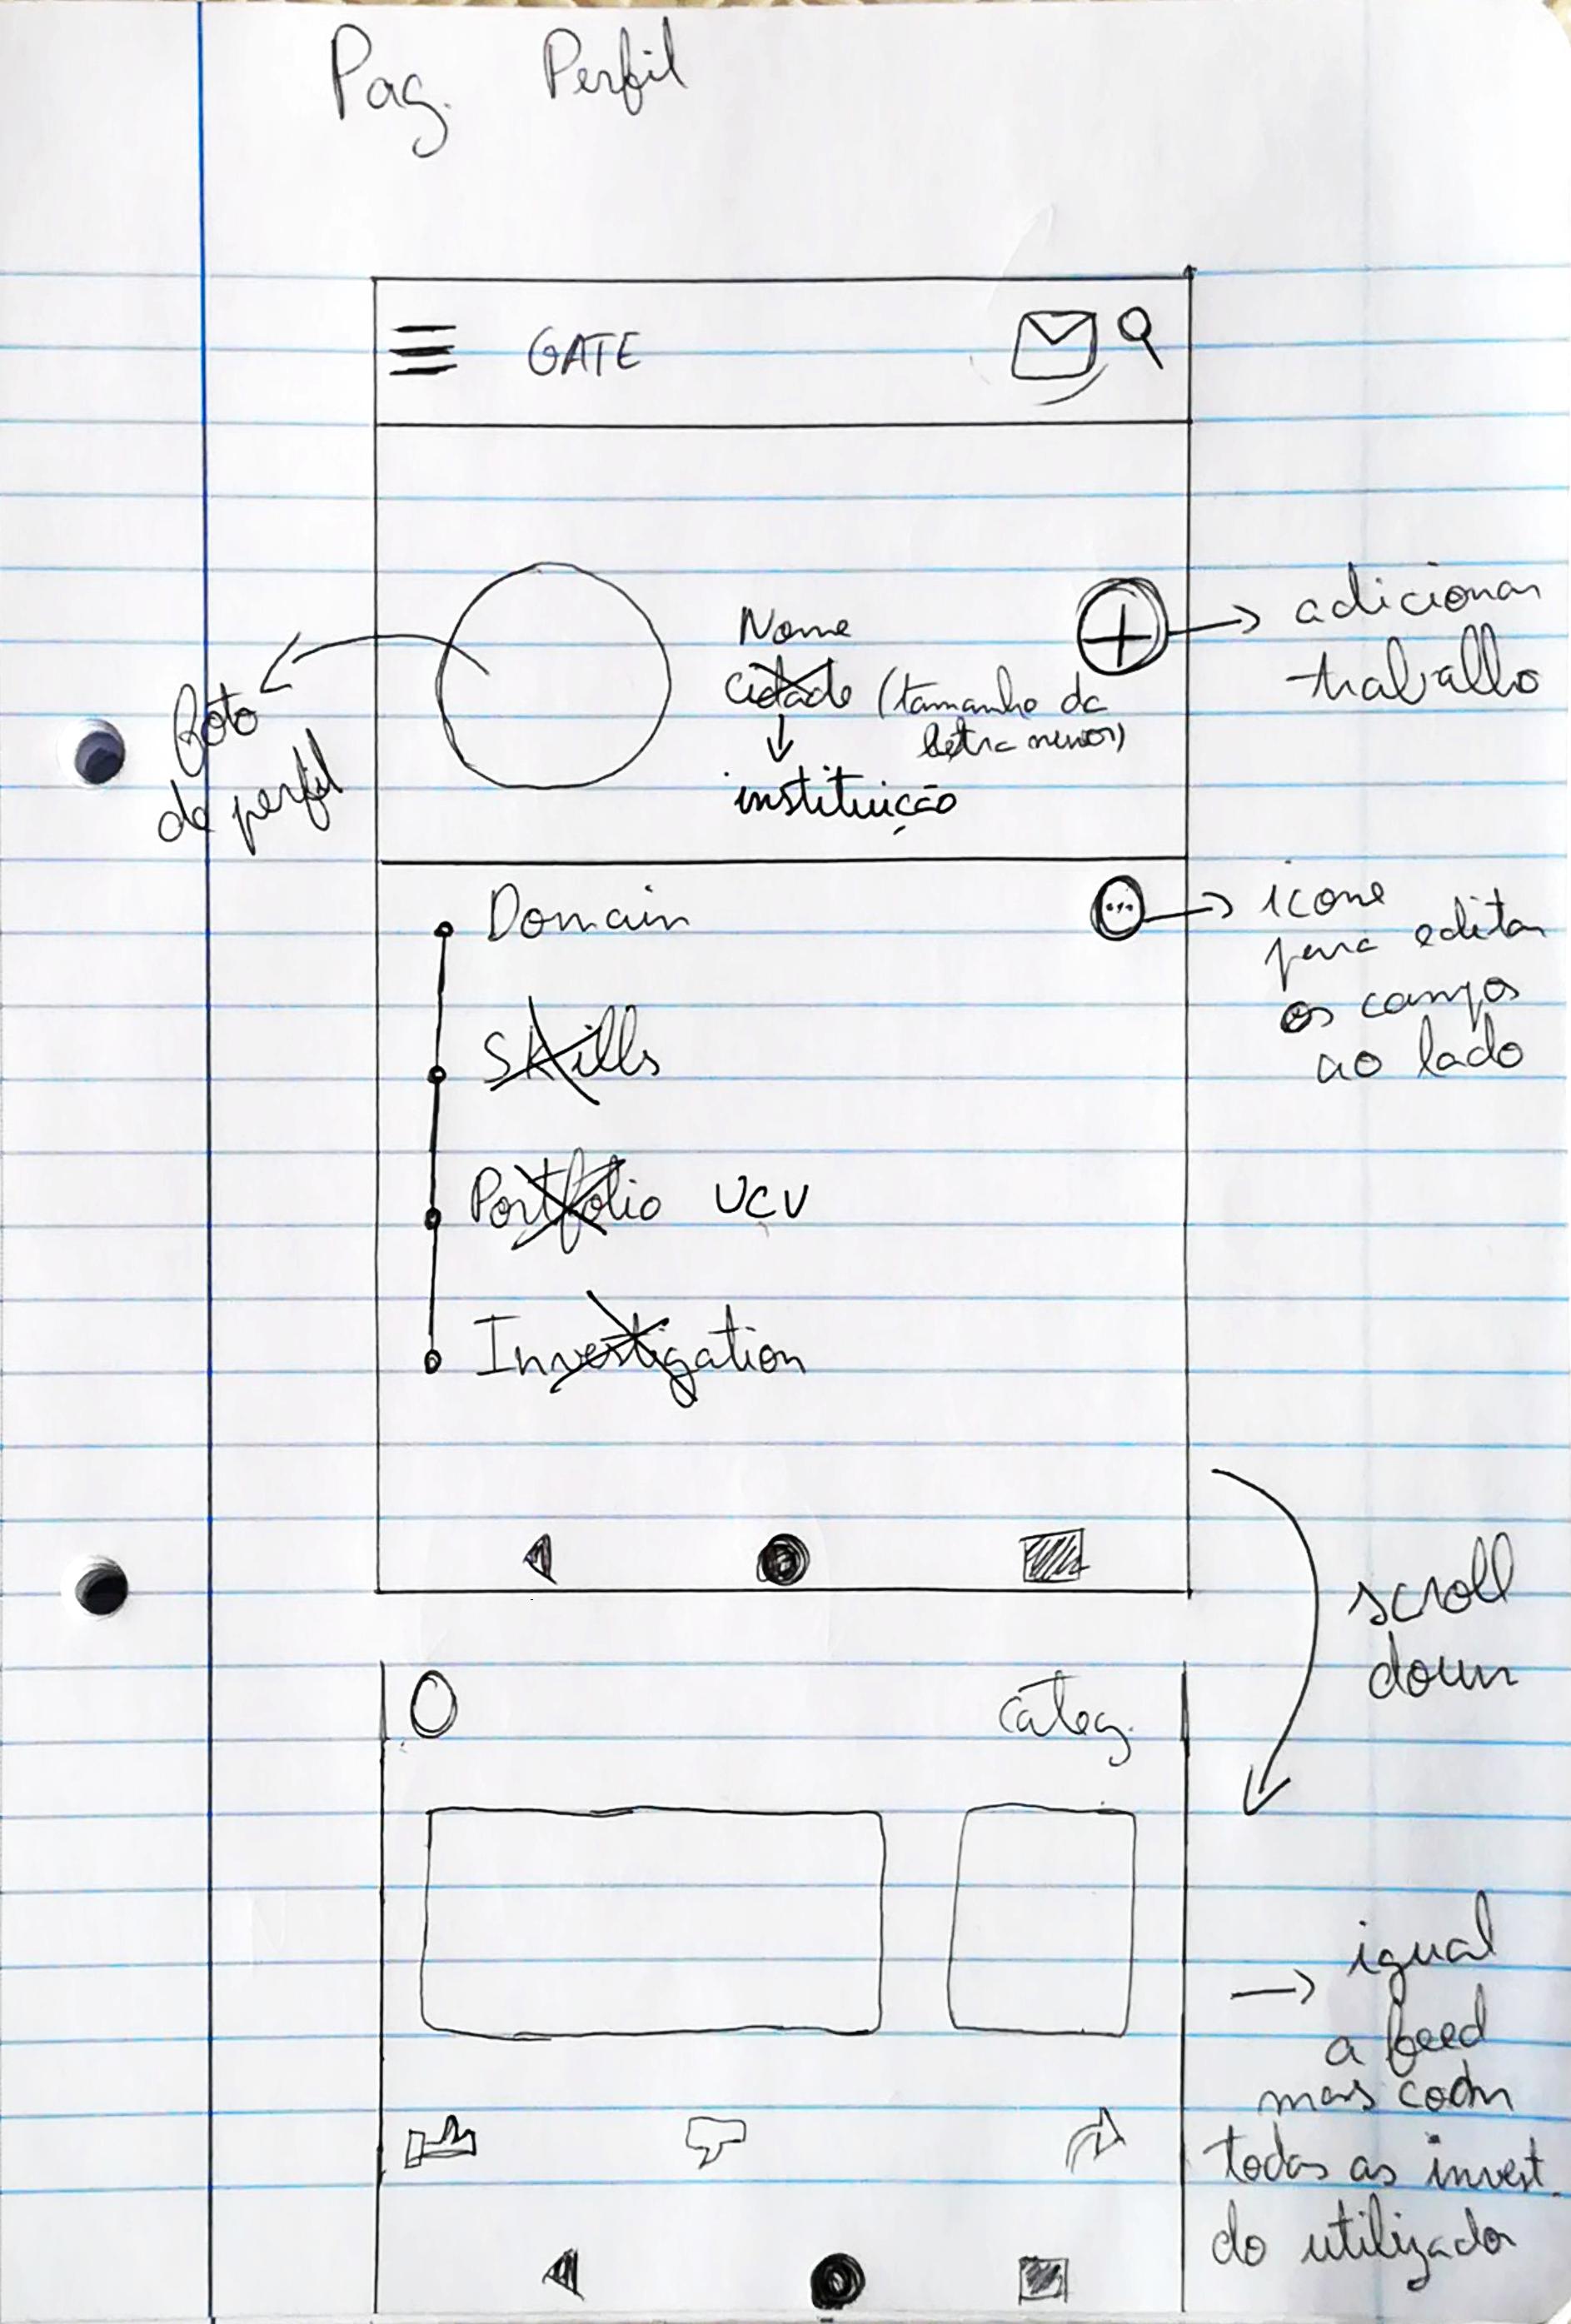 Pag. Perfil
GATE
Nome
adicionar
trabalho
cidade (tamanho da
letra menor)
instituição
foto
de perfil
Domain
icone
para editar
os campos
ao lado
Skills
Portfolio UCV
Investigation
scroll
down
categ.
igual
a feed
mas com
todas as invest.
do utilizador